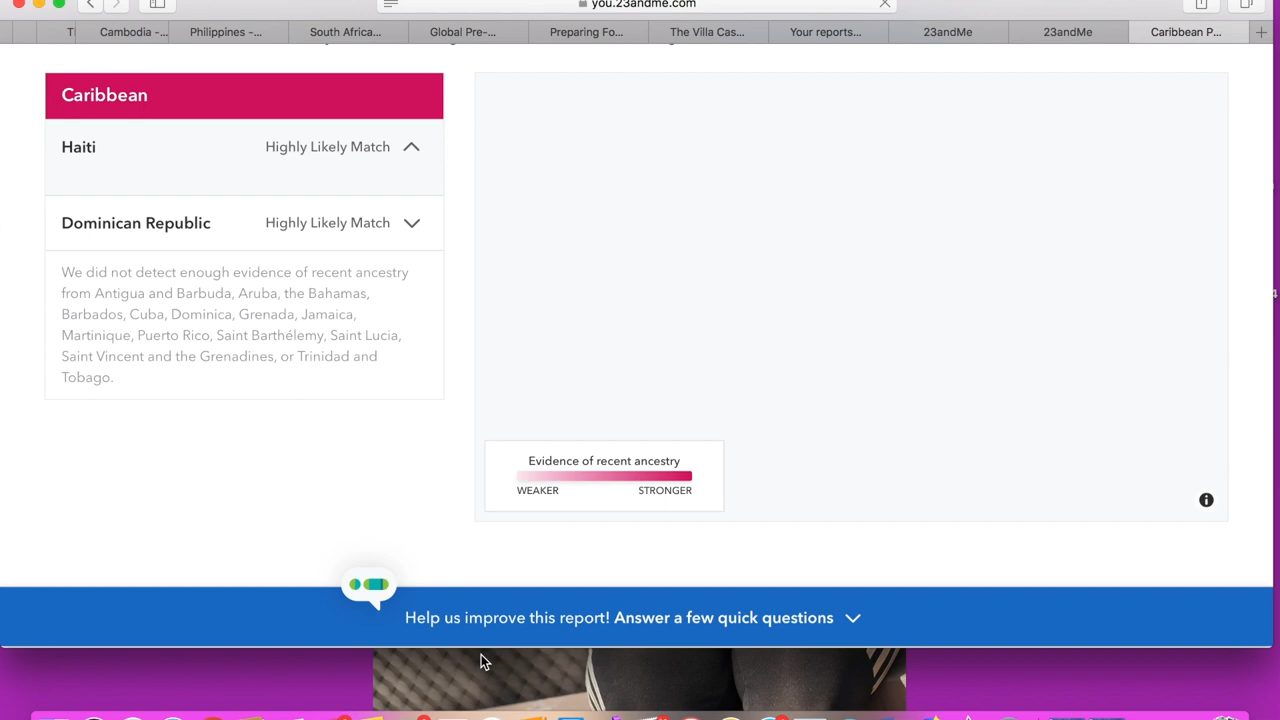 you.23andme.com
Cambodia -...
Philippines -...
South Africa...
Global Pre-...
Preparing Fo...
The Villa Cas...
Your reports...
23andMe
23andMe
Caribbean P...
Caribbean
Haiti
Highly Likely Match
Dominican Republic
Highly Likely Match
We did not detect enough evidence of recent ancestry
from Antigua and Barbuda, Aruba, the Bahamas,
Barbados, Cuba, Dominica, Grenada, Jamaica,
Martinique, Puerto Rico, Saint Barthélemy, Saint Lucia,
Saint Vincent and the Grenadines, or Trinidad and
Tobago.
Evidence of recent ancestry
WEAKER
STRONGER
Help us improve this report! Answer a few quick questions